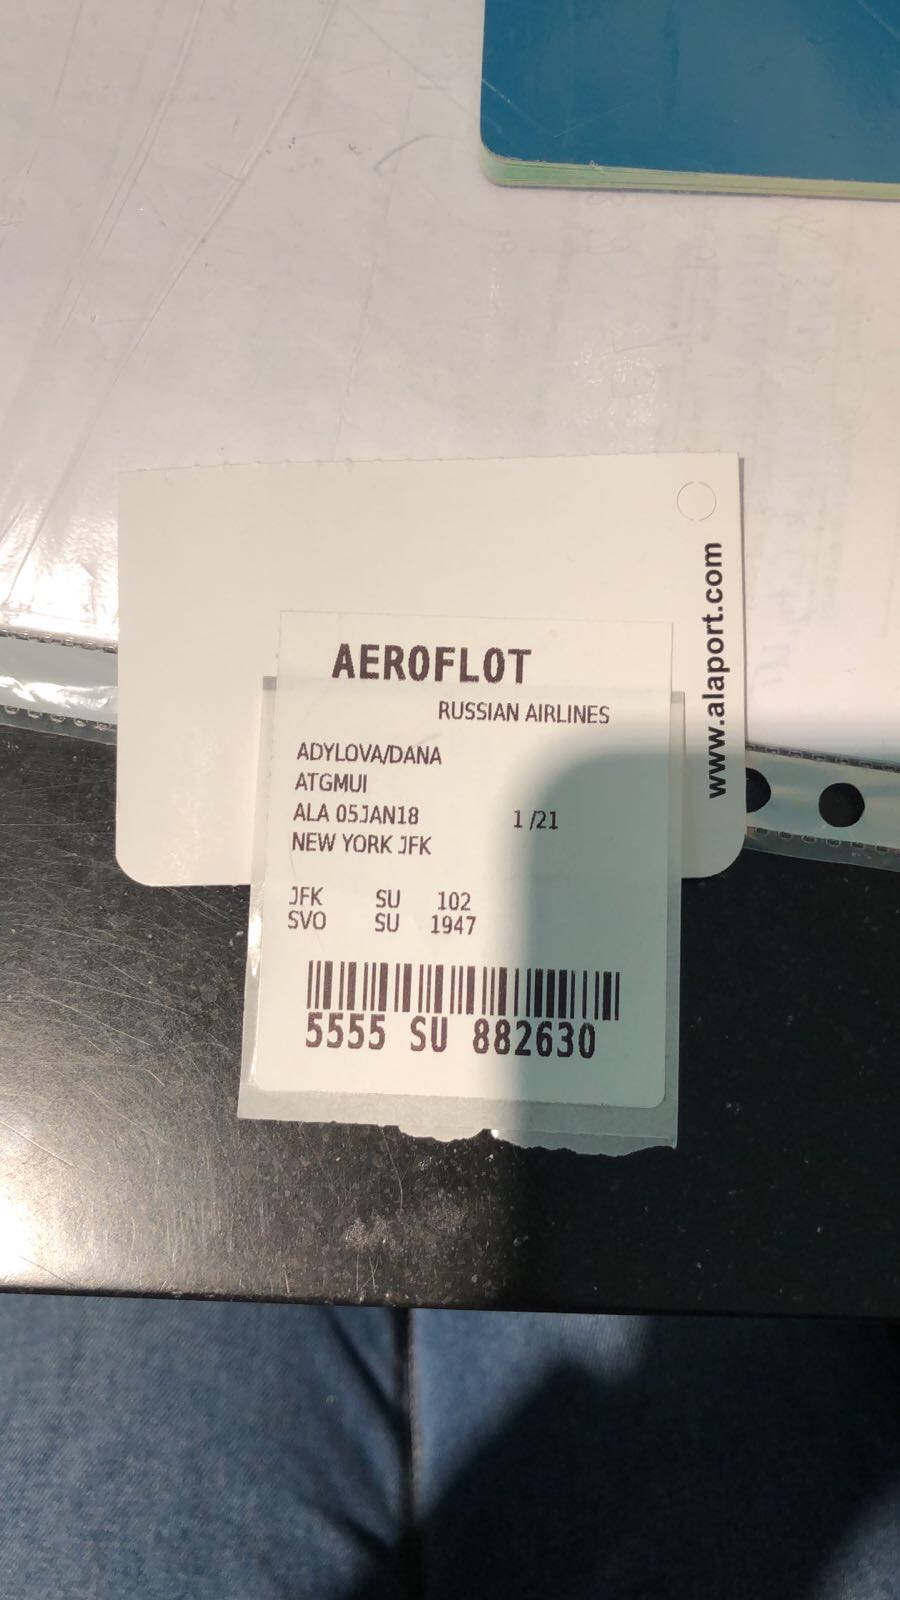 AEROFLOT
RUSSIAN AIRLINES
ADYLOVA/DANA
ATGMUI
ALA 05JAN18 1 /21
NEW YORK JFK
JFK SU 102
SVO SU 1947
5555 SU 882630
www.alaport.com